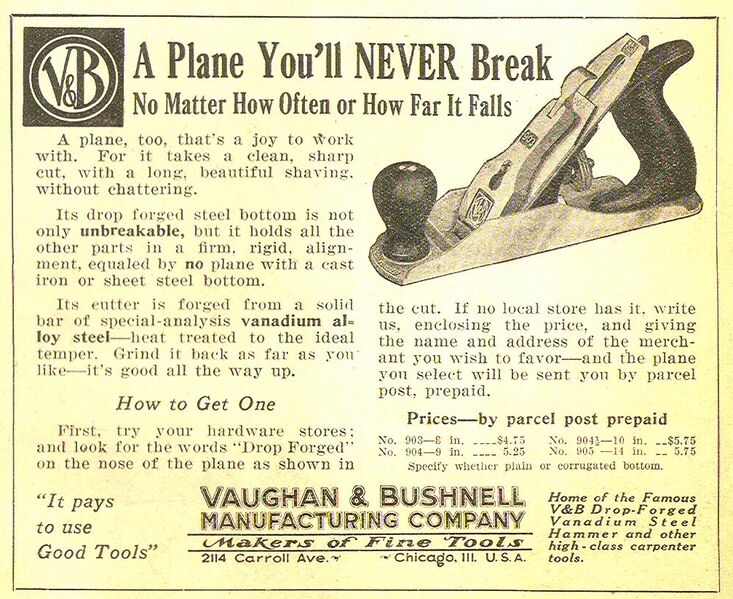 V&B
A Plane You'll NEVER Break
No Matter How Often or How Far It Falls
A plane, too, that's a joy to work
with. For it takes a clean, sharp
cut, with a long, beautiful shaving,
without chattering.
Its drop forged steel bottom is not
only unbreakable, but it holds all the
other parts in a firm, rigid, align-
ment, equaled by no plane with a cast
iron or sheet steel bottom.
Its cutter is forged from a solid
bar of special-analysis vanadium al-
loy steel—heat treated to the ideal
temper. Grind it back as far as you
like—it's good all the way up.
How to Get One
First, try your hardware stores;
and look for the words "Drop Forged"
on the nose of the plane as shown in
the cut. If no local store has it, write
us, enclosing the price, and giving
the name and address of the merch-
ant you wish to favor—and the plane
you select will be sent you by parcel
post, prepaid.
Prices—by parcel post prepaid
No. 903—8 in. ----$4.75 No. 904½—10 in. --$5.75
No. 904—9 in. ---- 5.25 No. 905 —14 in. -- 5.75
Specify whether plain or corrugated bottom.
"It pays
to use
Good Tools"
VAUGHAN & BUSHNELL
MANUFACTURING COMPANY
Makers of Fine Tools
2114 Carroll Ave. Chicago, Ill. U.S.A.
Home of the Famous
V&B Drop-Forged
Vanadium Steel
Hammer and other
high-class carpenter
tools.